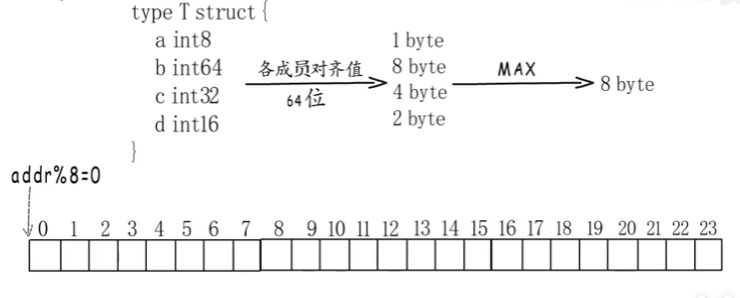 type T struct {
a int8
b int64
c int32
d int16
}
各成员对齐值
64位
1 byte
8 byte
4 byte
2 byte
MAX
8 byte
addr%8=0
0 1 2 3 4 5 6 7 8 9 10 11 12 13 14 15 16 17 18 19 20 21 22 23